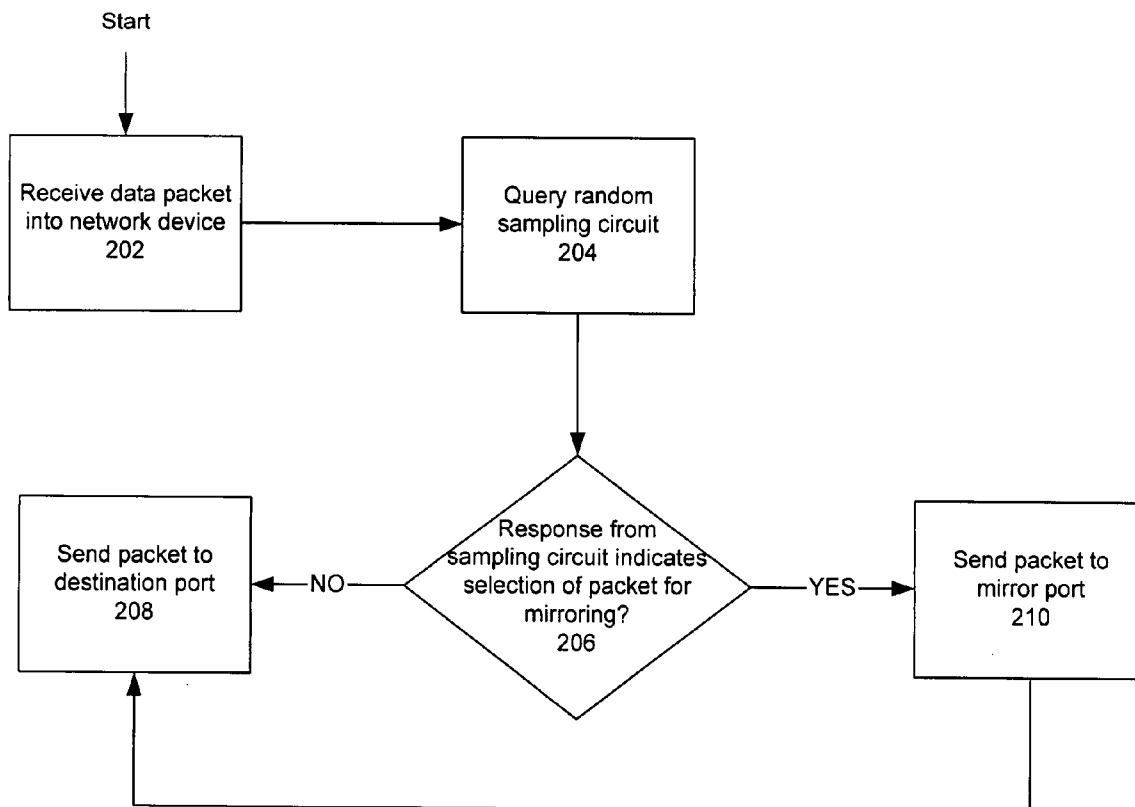 Start
Receive data packet
into network device
202
Query random
sampling circuit
204
Response from
sampling circuit indicates
selection of packet for
mirroring?
206
NO
YES
Send packet to
destination port
208
Send packet to
mirror port
210